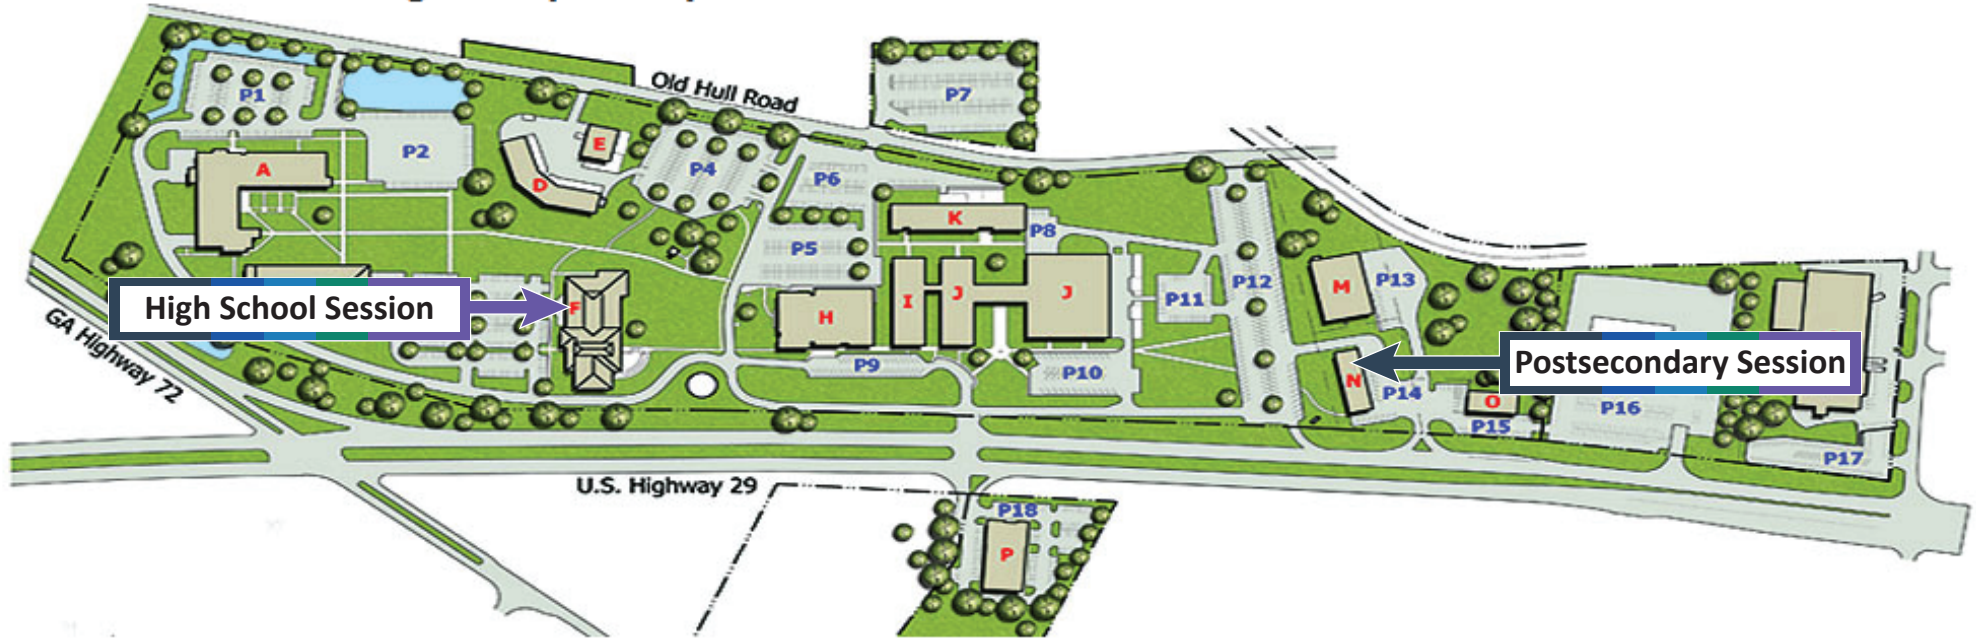 Old Hull Road
P7
P1
P2
E
P4
A
D
P6
K
P8
P5
P12
P11
M
P13
High School Session
F
H
I
J
J
GA Highway 72
P9
P10
Postsecondary Session
N
P14
O
P15
P16
P17
U.S. Highway 29
P18
P